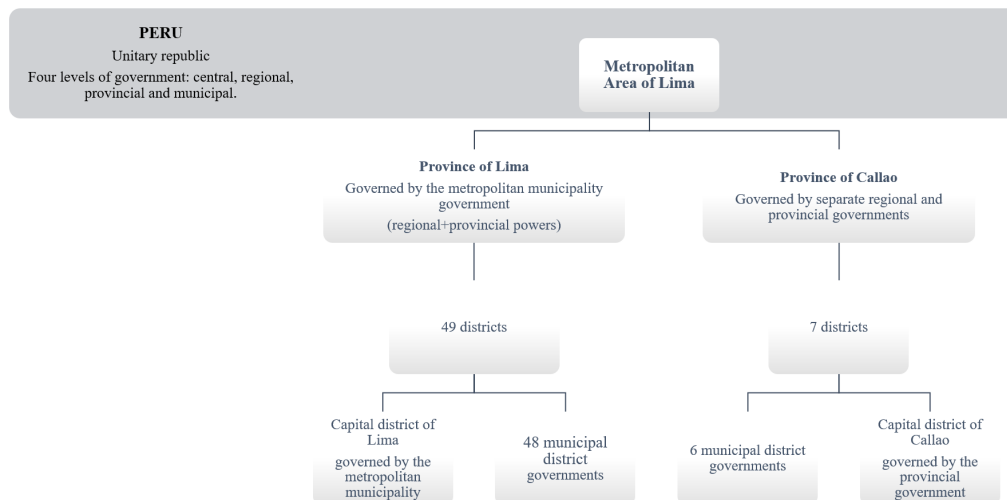 PERU
Unitary republic
Four levels of government: central, regional,
provincial and municipal.
Metropolitan
Area of Lima
Province of Lima
Governed by the metropolitan municipality
government
(regional+provincial powers)
Province of Callao
Governed by separate regional and
provincial governments
49 districts
7 districts
Capital district of
Lima
governed by the
metropolitan
municipality
48 municipal
district
governments
6 municipal district
governments
Capital district of
Callao
governed by the
provincial
government